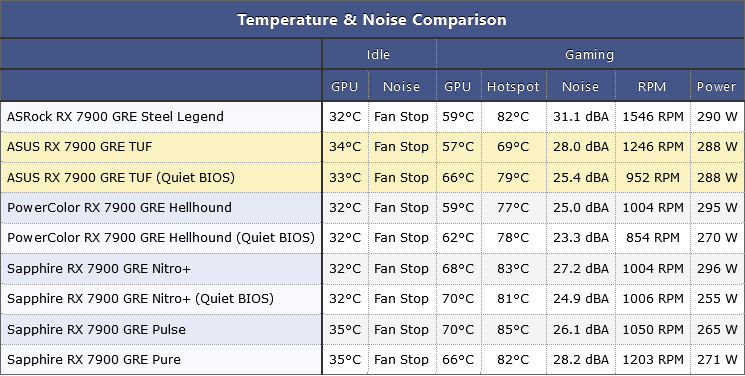 Temperature & Noise Comparison
Idle Gaming
GPU Noise GPU Hotspot Noise RPM Power
ASRock RX 7900 GRE Steel Legend 32°C Fan Stop 59°C 82°C 31.1 dBA 1546 RPM 290 W
ASUS RX 7900 GRE TUF 34°C Fan Stop 57°C 69°C 28.0 dBA 1246 RPM 288 W
ASUS RX 7900 GRE TUF (Quiet BIOS) 33°C Fan Stop 66°C 79°C 25.4 dBA 952 RPM 288 W
PowerColor RX 7900 GRE Hellhound 32°C Fan Stop 59°C 77°C 25.0 dBA 1004 RPM 295 W
PowerColor RX 7900 GRE Hellhound (Quiet BIOS) 32°C Fan Stop 62°C 78°C 23.3 dBA 854 RPM 270 W
Sapphire RX 7900 GRE Nitro+ 32°C Fan Stop 68°C 83°C 27.2 dBA 1004 RPM 296 W
Sapphire RX 7900 GRE Nitro+ (Quiet BIOS) 32°C Fan Stop 70°C 81°C 24.9 dBA 1006 RPM 255 W
Sapphire RX 7900 GRE Pulse 35°C Fan Stop 70°C 85°C 26.1 dBA 1050 RPM 265 W
Sapphire RX 7900 GRE Pure 35°C Fan Stop 66°C 82°C 28.2 dBA 1203 RPM 271 W